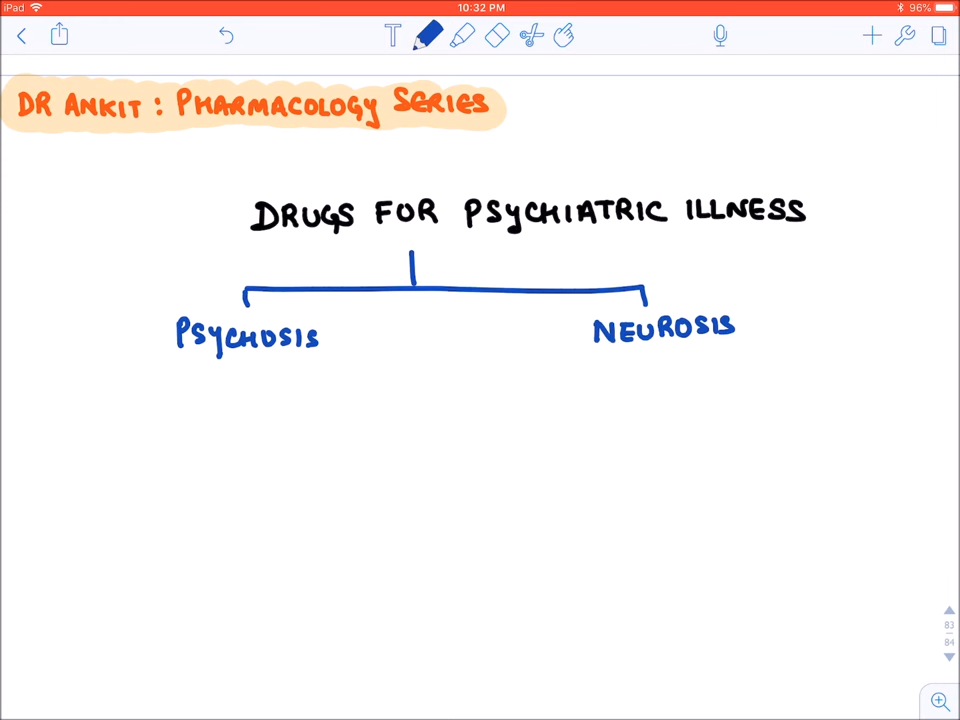 iPad 10:32 PM 96%
T
DR ANKIT : PHARMACOLOGY SERIES
DRUGS FOR PSYCHIATRIC ILLNESS
PSYCHOSIS NEUROSIS
83
84